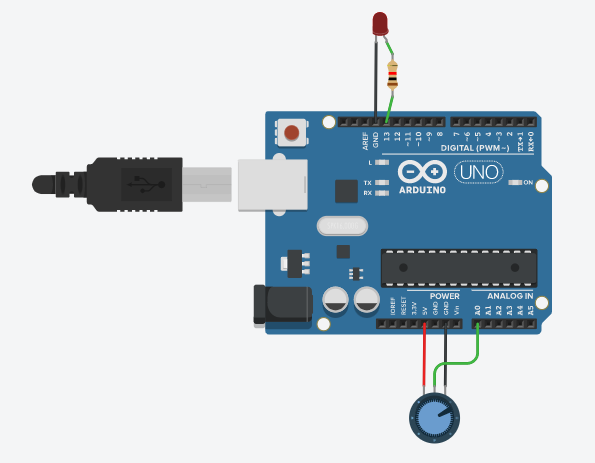 AREF
GND
13
12
~11
~10
~9
8
7
~6
~5
4
~3
2
TX→1
RX←0
DIGITAL (PWM~)
L
TX
RX
ARDUINO
UNO
ON
POWER
ANALOG IN
IOREF
RESET
3.3V
5V
GND
GND
Vin
A0
A1
A2
A3
A4
A5